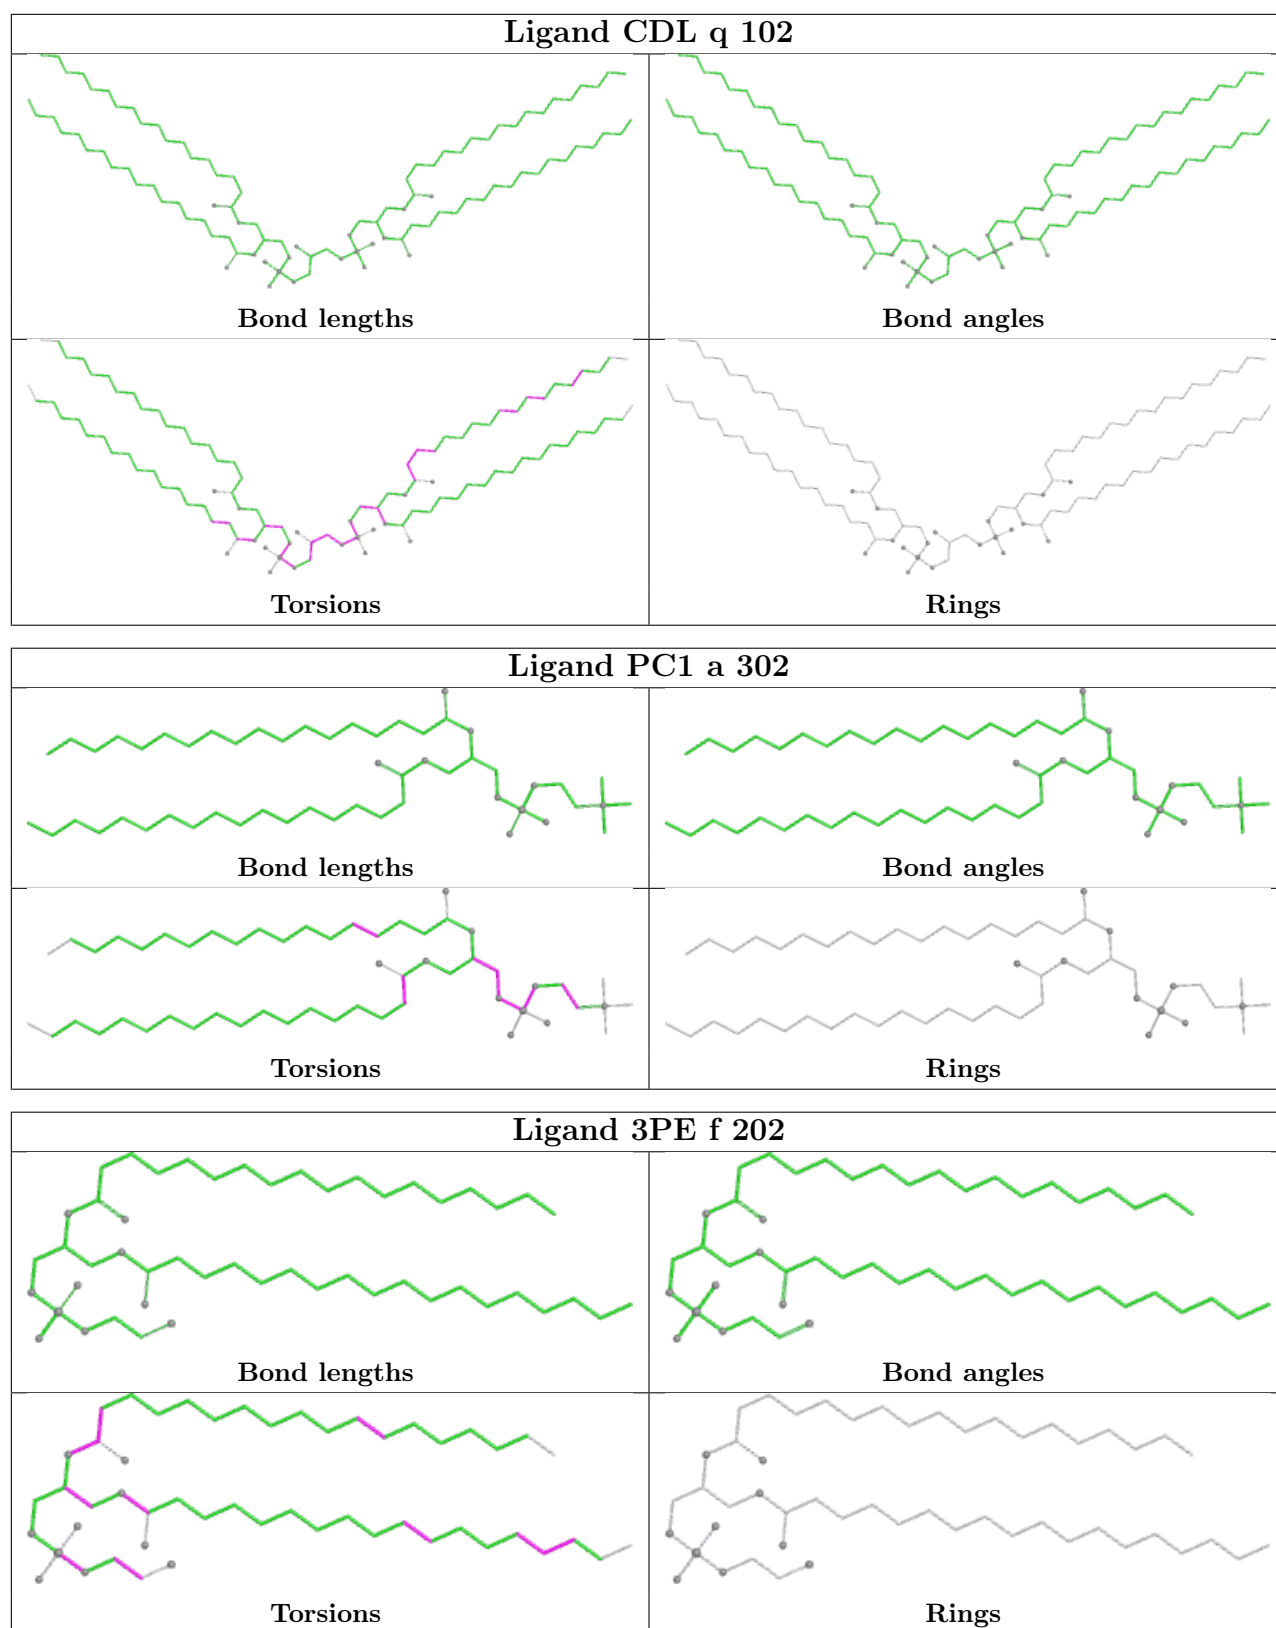 Ligand CDL q 102
Bond lengths
Bond angles
Torsions
Rings
Ligand PC1 a 302
Bond lengths
Bond angles
Torsions
Rings
Ligand 3PE f 202
Bond lengths
Bond angles
Torsions
Rings